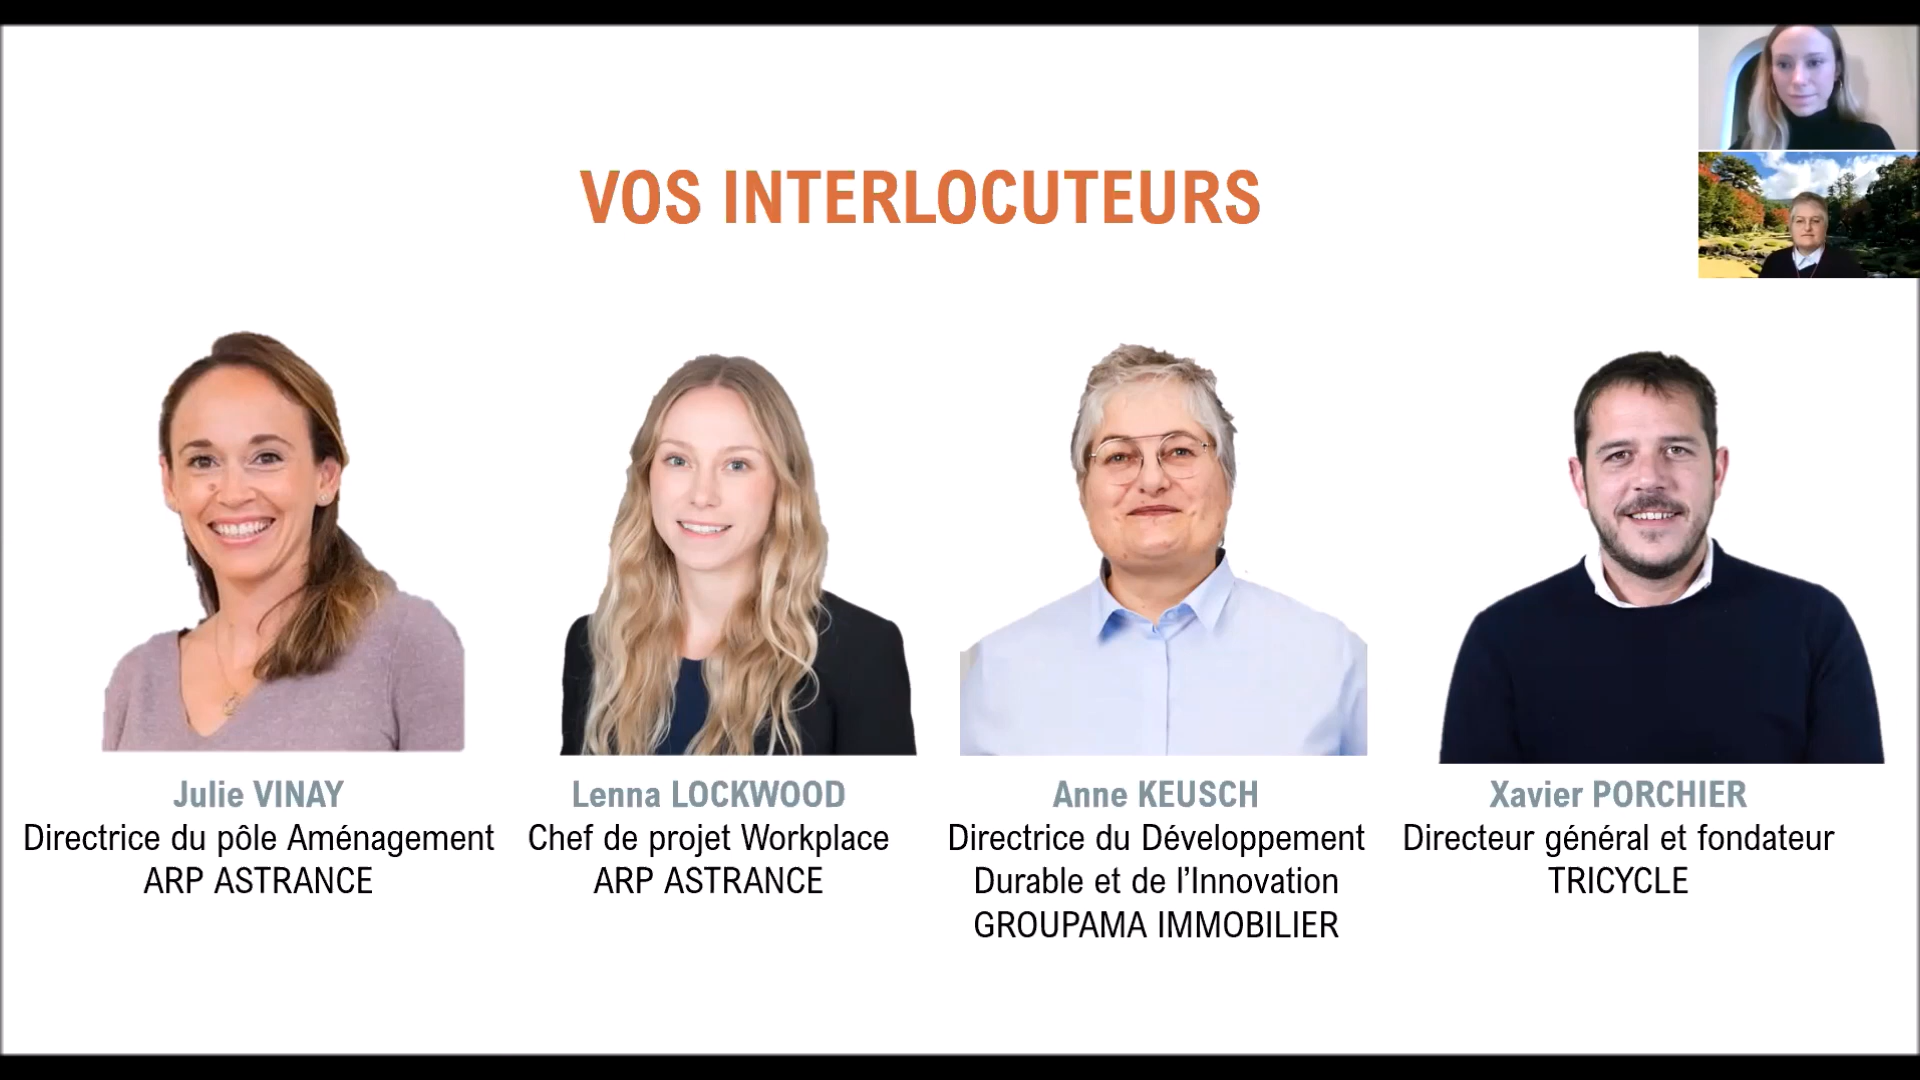 VOS INTERLOCUTEURS
Julie VINAY
Directrice du pôle Aménagement
ARP ASTRANCE
Lenna LOCKWOOD
Chef de projet Workplace
ARP ASTRANCE
Anne KEUSCH
Directrice du Développement
Durable et de l'Innovation
GROUPAMA IMMOBILIER
Xavier PORCHIER
Directeur général et fondateur
TRICYCLE